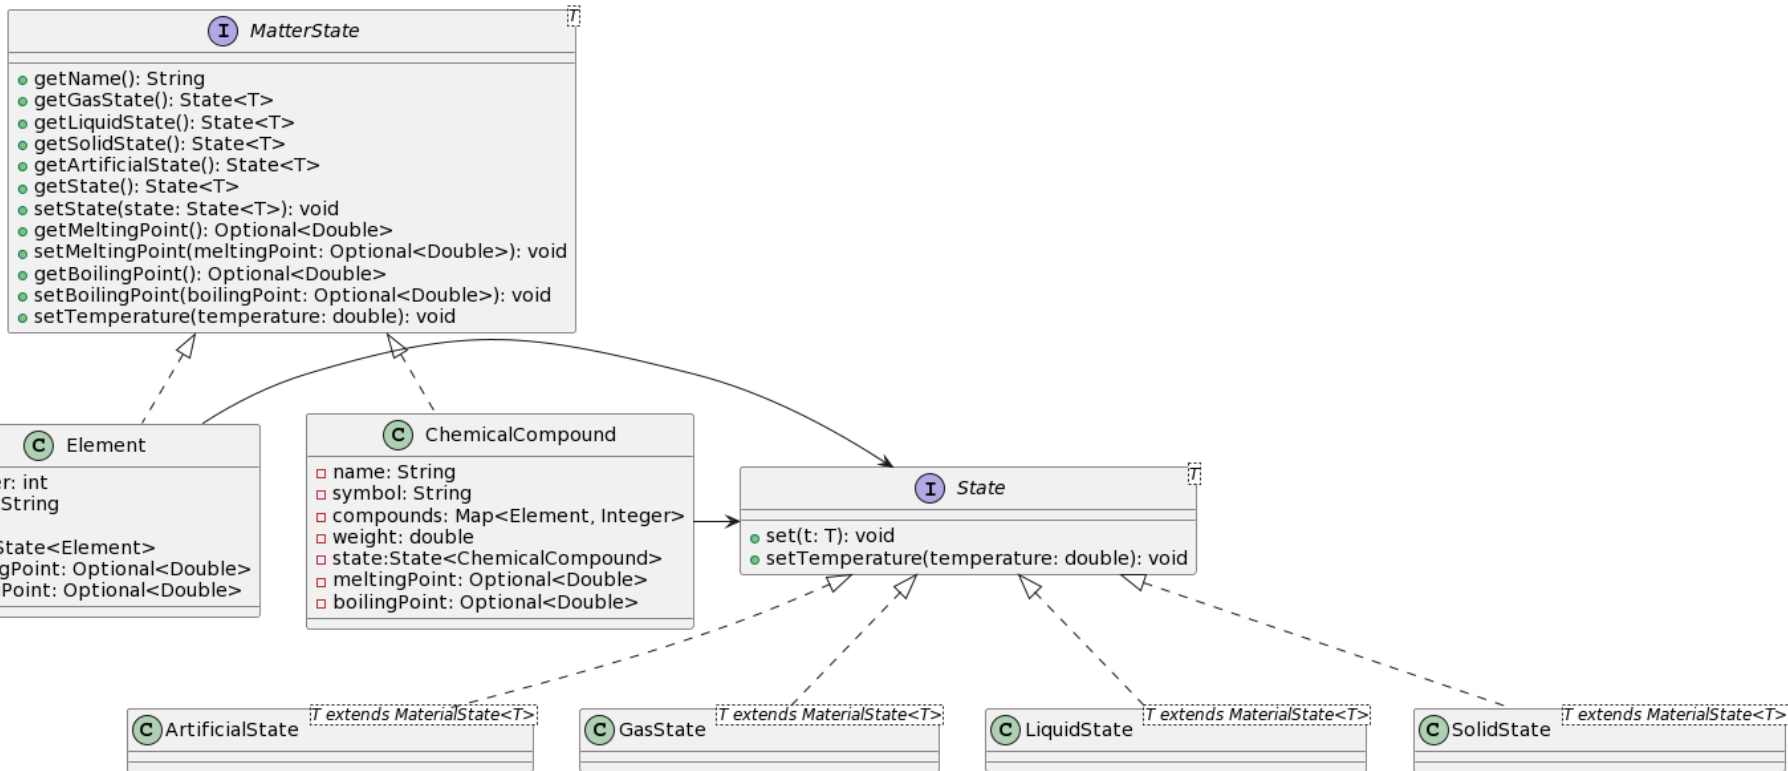 T
I MatterState
getName(): String
getGasState(): State<T>
getLiquidState(): State<T>
getSolidState(): State<T>
getArtificialState(): State<T>
getState(): State<T>
setState(state: State<T>): void
getMeltingPoint(): Optional<Double>
setMeltingPoint(meltingPoint: Optional<Double>): void
getBoilingPoint(): Optional<Double>
setBoilingPoint(boilingPoint: Optional<Double>): void
setTemperature(temperature: double): void
C Element
er: int
String
State<Element>
gPoint: Optional<Double>
Point: Optional<Double>
C ChemicalCompound
name: String
symbol: String
compounds: Map<Element, Integer>
weight: double
state:State<ChemicalCompound>
meltingPoint: Optional<Double>
boilingPoint: Optional<Double>
T
I State
set(t: T): void
setTemperature(temperature: double): void
T extends MaterialState<T>
C ArtificialState
T extends MaterialState<T>
C GasState
T extends MaterialState<T>
C LiquidState
T extends MaterialState<T>
C SolidState